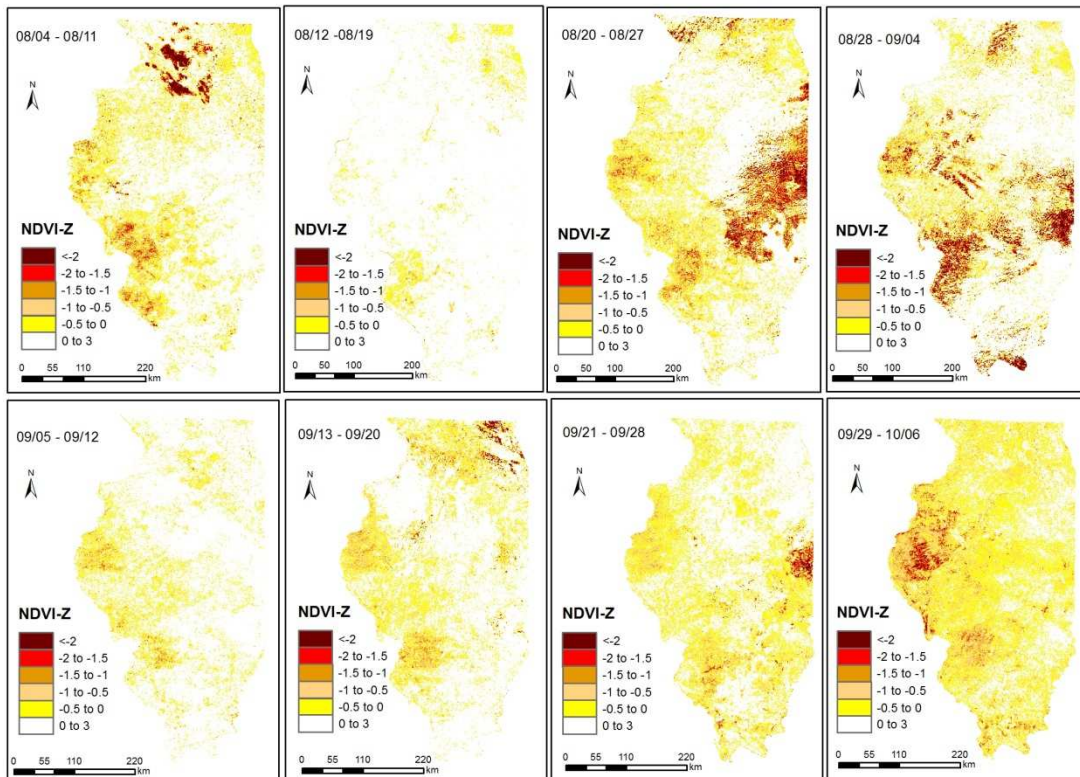 08/04 - 08/11
N
NDVI-Z
<-2
-2 to -1.5
-1.5 to -1
-1 to -0.5
-0.5 to 0
0 to 3
0 55 110 220
km
08/12 -08/19
N
NDVI-Z
<-2
-2 to -1.5
-1.5 to -1
-1 to -0.5
-0.5 to 0
0 to 3
0 50 100 200
km
08/20 - 08/27
N
NDVI-Z
<-2
-2 to -1.5
-1.5 to -1
-1 to -0.5
-0.5 to 0
0 to 3
0 50 100 200
km
08/28 - 09/04
N
NDVI-Z
<-2
-2 to -1.5
-1.5 to -1
-1 to -0.5
-0.5 to 0
0 to 3
0 50 100 200
km
09/05 - 09/12
N
NDVI-Z
<-2
-2 to -1.5
-1.5 to -1
-1 to -0.5
-0.5 to 0
0 to 3
0 55 110 220
km
09/13 - 09/20
N
NDVI-Z
<-2
-2 to -1.5
-1.5 to -1
-1 to -0.5
-0.5 to 0
0 to 3
0 55 110 220
km
09/21 - 09/28
N
NDVI-Z
<-2
-2 to -1.5
-1.5 to -1
-1 to -0.5
-0.5 to 0
0 to 3
0 55 110 220
km
09/29 - 10/06
N
NDVI-Z
<-2
-2 to -1.5
-1.5 to -1
-1 to -0.5
-0.5 to 0
0 to 3
0 55 110 220
km